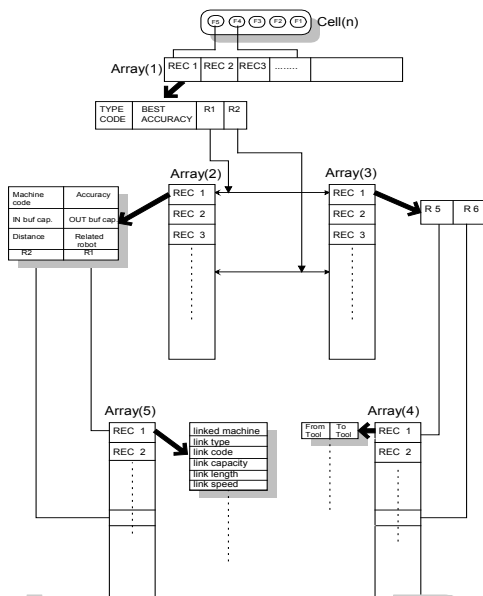 F5 F4 F3 F2 F1 Cell(n)
Array(1) REC 1 REC 2 REC3 ........
TYPE CODE
BEST ACCURACY
R1 R2
Array(2)
REC 1
REC 2
REC 3
Array(3)
REC 1
REC 2
REC 3
Machine code
Accuracy
IN buf cap.
OUT buf cap.
Distance
Related robot
R2 R1
R 5 R 6
Array(5)
REC 1
REC 2
linked machine
link type
link code
link capacity
link length
link speed
From Tool
To Tool
Array(4)
REC 1
REC 2